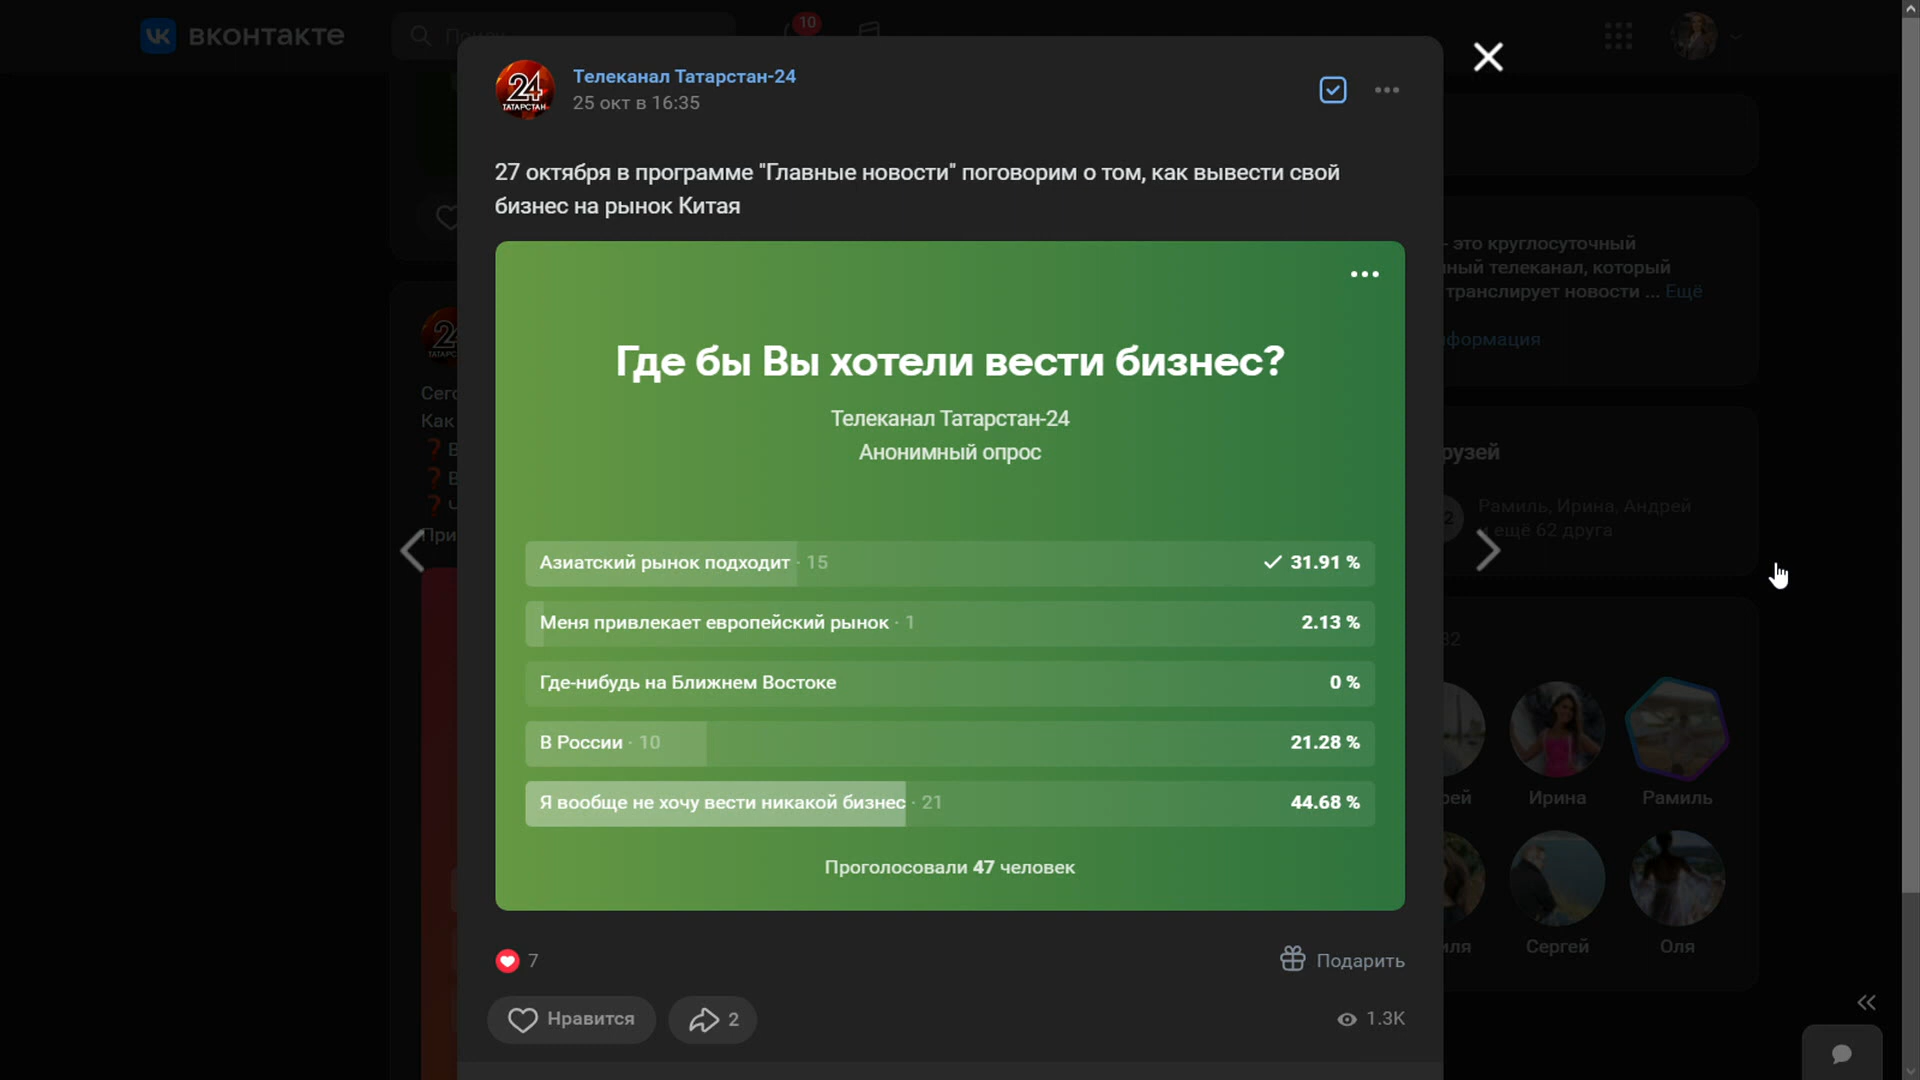 вконтакте
10
24
ТАТАРСТАН
Телеканал Татарстан-24
25 окт в 16:35
27 октября в программе "Главные новости" поговорим о том, как вывести свой
бизнес на рынок Китая
- это круглосуточный
телеканал, который
транслирует новости ... Ещё
Где бы Вы хотели вести бизнес?
Телеканал Татарстан-24
Анонимный опрос
Рамиль, Ирина, Андрей
и ещё 62 друга
Азиатский рынок подходит · 15 31.91 %
Меня привлекает европейский рынок · 1 2.13 %
Где-нибудь на Ближнем Востоке 0 %
В России · 10 21.28 %
Я вообще не хочу вести никакой бизнес · 21 44.68 %
Проголосовали 47 человек
Ирина
Рамиль
Сергей
Оля
7
Подарить
Нравится
2
1.3K